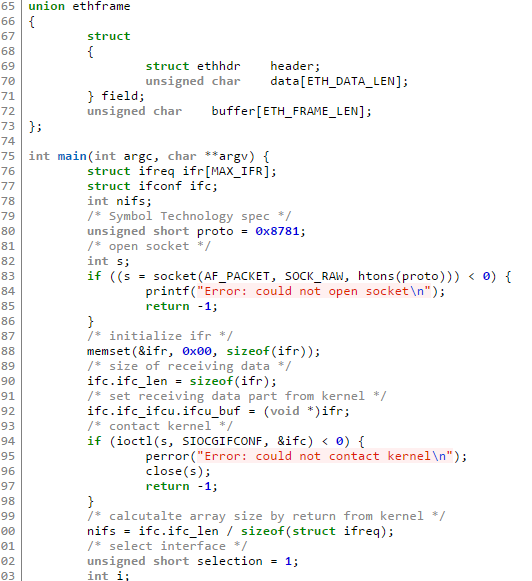 65 union ethframe
66 {
67         struct
68         {
69                 struct ethhdr    header;
70                 unsigned char    data[ETH_DATA_LEN];
71         } field;
72         unsigned char    buffer[ETH_FRAME_LEN];
73 };
74
75 int main(int argc, char **argv) {
76         struct ifreq ifr[MAX_IFR];
77         struct ifconf ifc;
78         int nifs;
79         /* Symbol Technology spec */
80         unsigned short proto = 0x8781;
81         /* open socket */
82         int s;
83         if ((s = socket(AF_PACKET, SOCK_RAW, htons(proto))) < 0) {
84                 printf("Error: could not open socket\n");
85                 return -1;
86         }
87         /* initialize ifr */
88         memset(&ifr, 0x00, sizeof(ifr));
89         /* size of receiving data */
90         ifc.ifc_len = sizeof(ifr);
91         /* set receiving data part from kernel */
92         ifc.ifc_ifcu.ifcu_buf = (void *)ifr;
93         /* contact kernel */
94         if (ioctl(s, SIOCGIFCONF, &ifc) < 0) {
95                 perror("Error: could not contact kernel\n");
96                 close(s);
97                 return -1;
98         }
99         /* calcutalte array size by return from kernel */
00         nifs = ifc.ifc_len / sizeof(struct ifreq);
01         /* select interface */
02         unsigned short selection = 1;
03         int i;